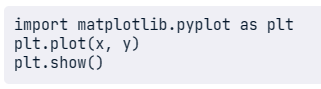 import matplotlib.pyplot as plt
plt.plot(x, y)
plt.show()